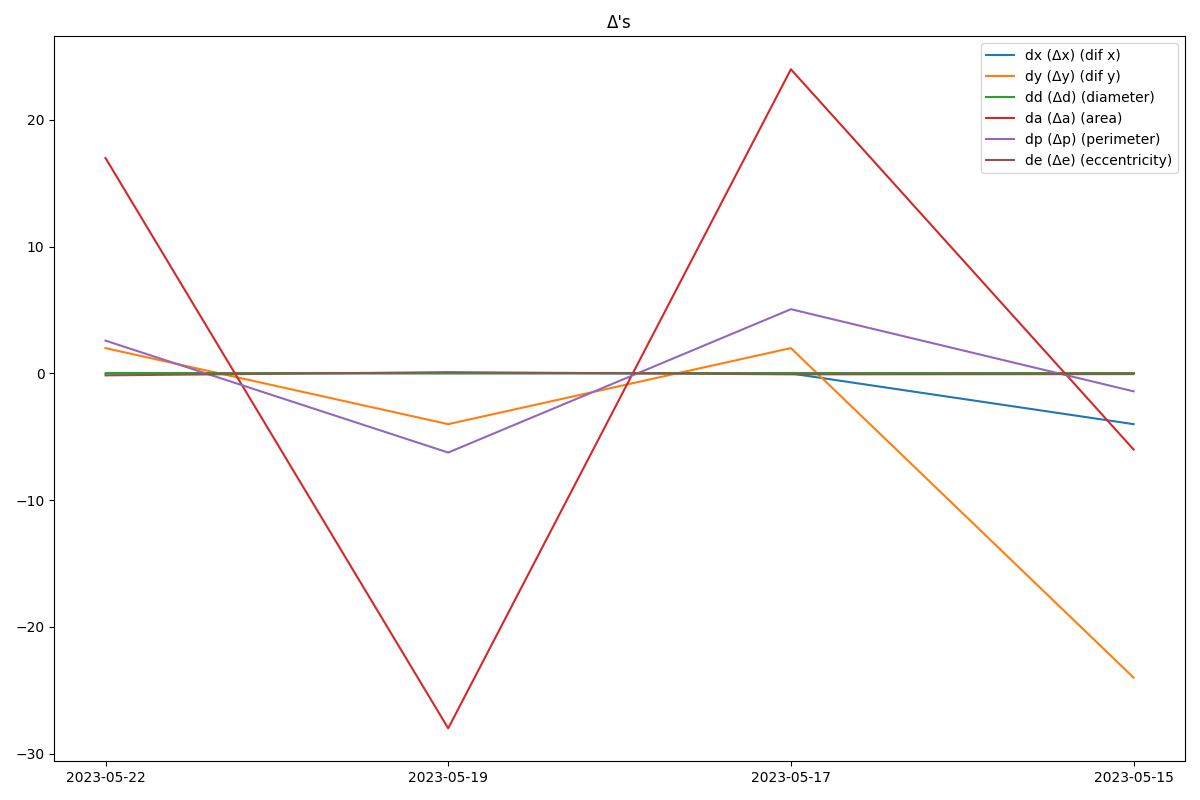 Δ's
dx (Δx) (dif x)
dy (Δy) (dif y)
dd (Δd) (diameter)
da (Δa) (area)
dp (Δp) (perimeter)
de (Δe) (eccentricity)
20
10
0
−10
−20
−30
2023-05-22 2023-05-19 2023-05-17 2023-05-15